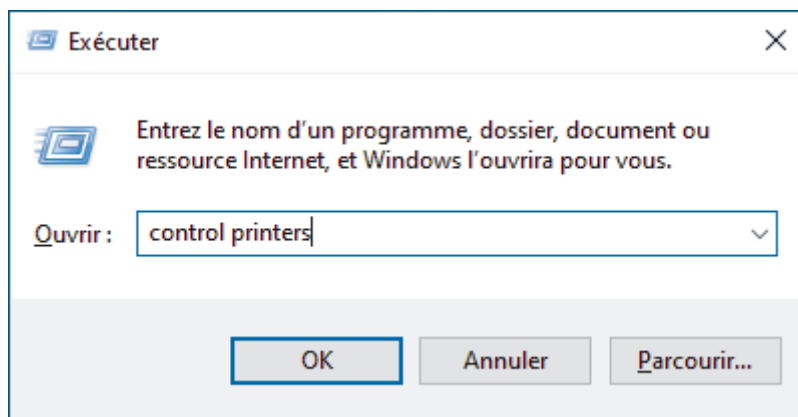 Exécuter
Entrez le nom d'un programme, dossier, document ou
ressource Internet, et Windows l'ouvrira pour vous.
Ouvrir : control printers
OK Annuler Parcourir...